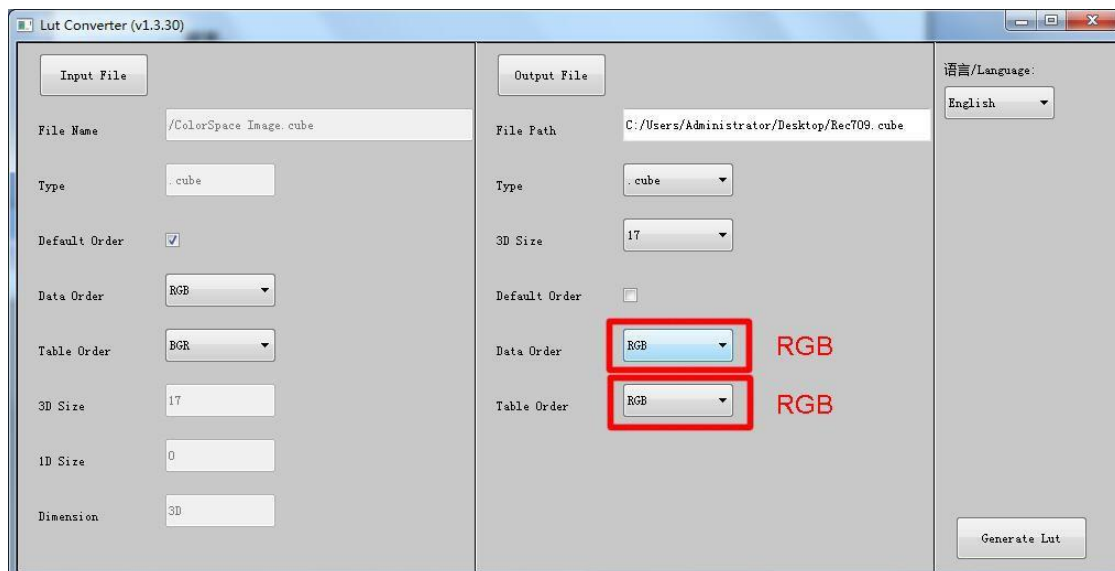 Lut Converter (v1.3.30)
Input File
File Name
/ColorSpace Image.cube
Type
.cube
Default Order
Data Order
RGB
Table Order
BGR
3D Size
17
1D Size
0
Dimension
3D
Output File
File Path
C:/Users/Administrator/Desktop/Rec709.cube
Type
.cube
3D Size
17
Default Order
Data Order
RGB
RGB
Table Order
RGB
RGB
语言/Language:
English
Generate Lut